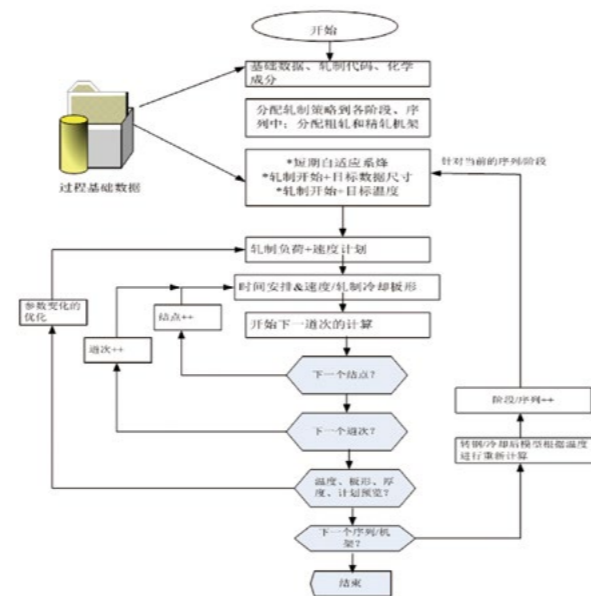 开始
基础数据、轧制代码、化学
成分
分配轧制策略到各阶段、序
列中；分配粗轧和精轧机架
过程基础数据
*短期自适应系统
*轧制开始+目标数据尺寸
*轧制开始+目标温度
针对当前的序列/阶段
轧制负荷+速度计划
时间安排&速度/轧制冷却板形
参数变化的
优化
结点++
道次++
开始下一道次的计算
下一个结点？
阶段/序列++
下一个道次？
转钢/冷却后模型根据温度
进行重新计算
温度、板形、厚
度、计划预览？
下一个序列/机
架？
结束